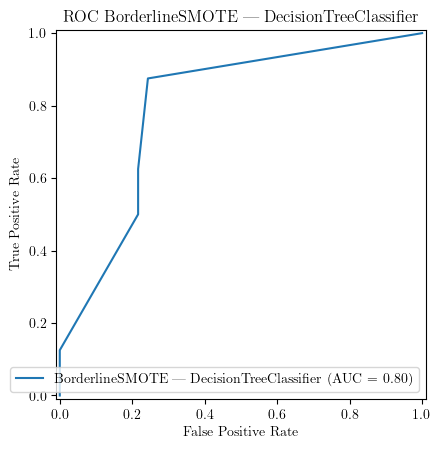 ROC BorderlineSMOTE — DecisionTreeClassifier
1.0
0.8
0.6
0.4
0.2
0.0
True Positive Rate
BorderlineSMOTE — DecisionTreeClassifier (AUC = 0.80)
0.0 0.2 0.4 0.6 0.8 1.0
False Positive Rate